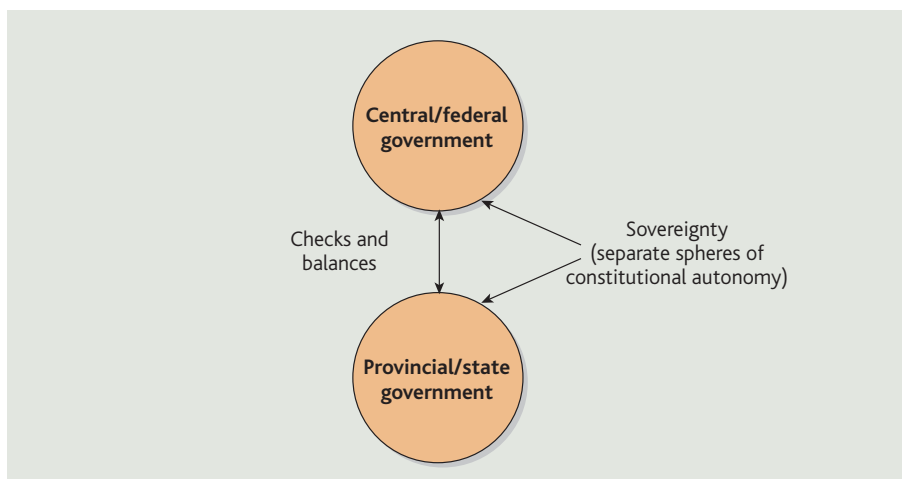 Central/federal
government
Checks and
balances
Sovereignty
(separate spheres of
constitutional autonomy)
Provincial/state
government